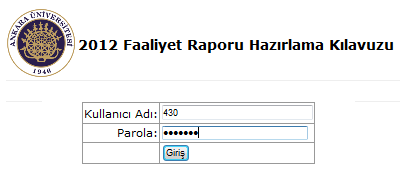 ANKARA ÜNİVERSİTESİ
1946
2012 Faaliyet Raporu Hazırlama Kılavuzu
Kullanıcı Adı: 430
Parola: •••••••
Giriş